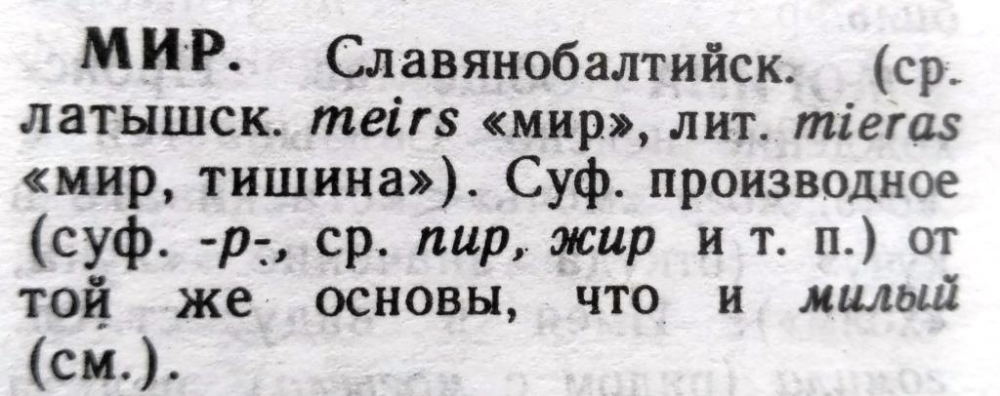 МИР. Славянобалтийск. (ср.
латышск. meirs «мир», лит. mieras
«мир, тишина»). Суф. производное
(суф. -р-, ср. пир, жир и т. п.) от
той же основы, что и милый
(см.).